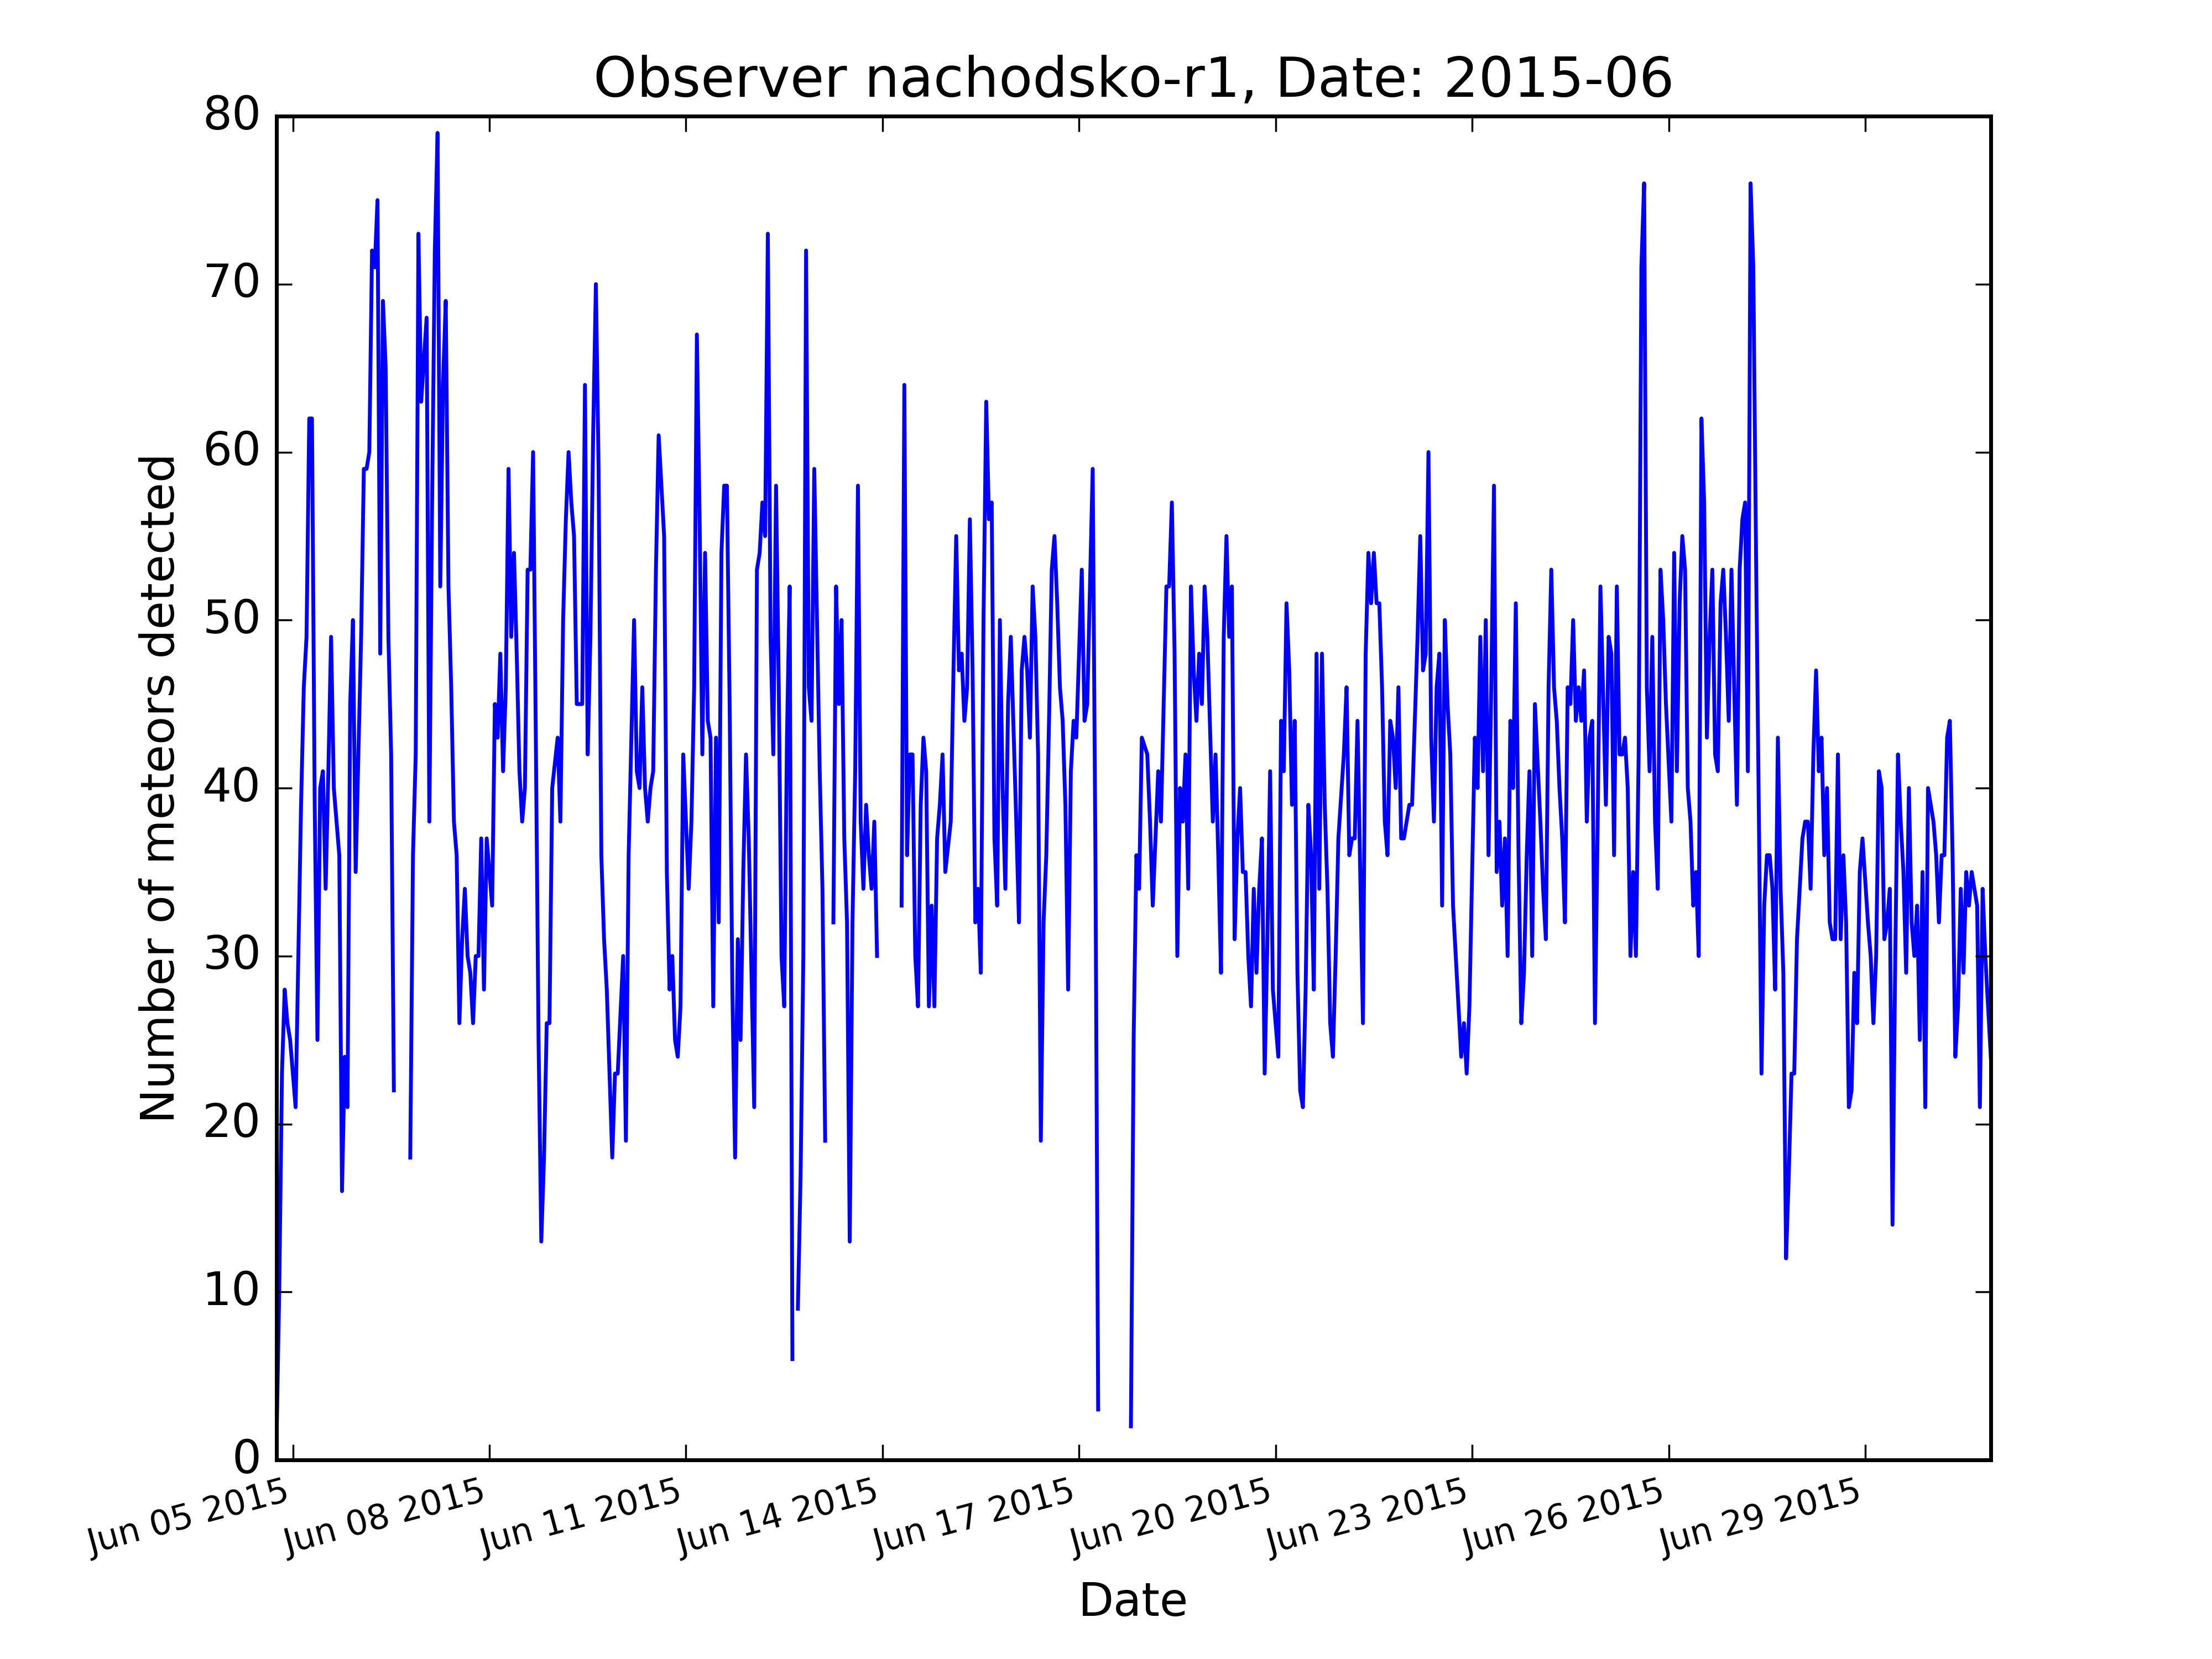 Observer nachodsko-r1, Date: 2015-06
Number of meteors detected
80
70
60
50
40
30
20
10
0
Jun 05 2015
Jun 08 2015
Jun 11 2015
Jun 14 2015
Jun 17 2015
Jun 20 2015
Jun 23 2015
Jun 26 2015
Jun 29 2015
Date